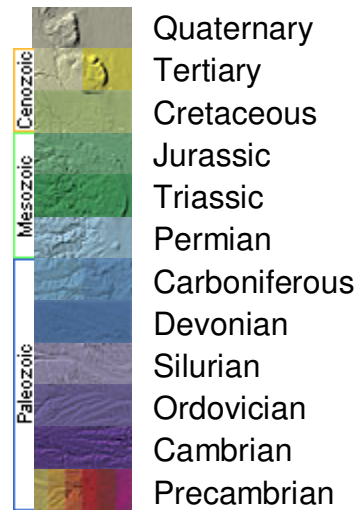 Quaternary
Cenozoic
Tertiary
Cretaceous
Mesozoic
Jurassic
Triassic
Permian
Paleozoic
Carboniferous
Devonian
Silurian
Ordovician
Cambrian
Precambrian